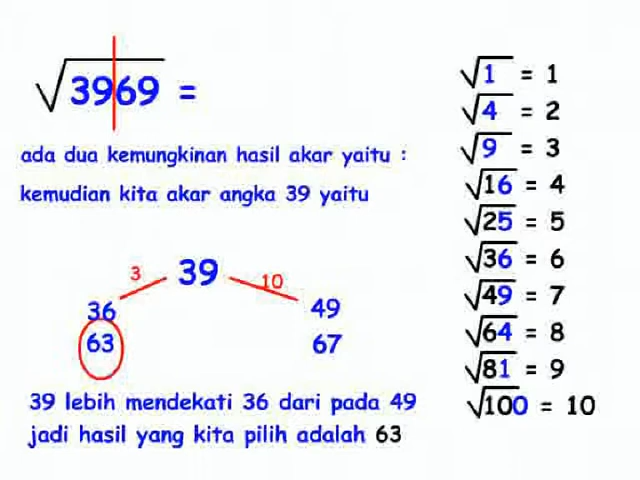 √3969 =
ada dua kemungkinan hasil akar yaitu :
kemudian kita akar angka 39 yaitu
3 39 10
36 49
63 67
39 lebih mendekati 36 dari pada 49
jadi hasil yang kita pilih adalah 63
√1 = 1
√4 = 2
√9 = 3
√16 = 4
√25 = 5
√36 = 6
√49 = 7
√64 = 8
√81 = 9
√100 = 10